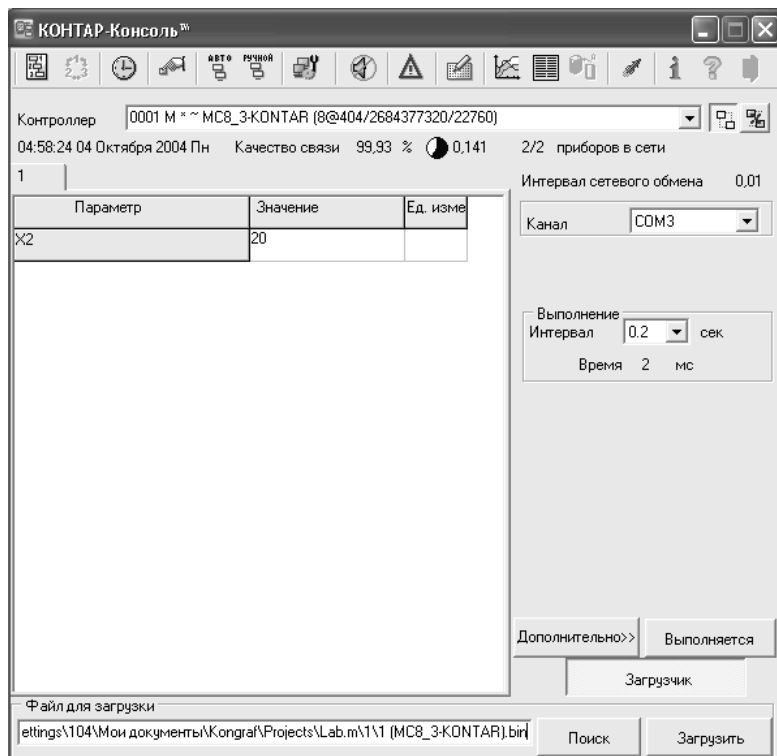 КОНТАР-Консоль™
АВТО РУЧНОЙ
Контроллер 0001 M * ~ MC8_3-KONTAR (8@404/2684377320/22760)
04:58:24 04 Октября 2004 Пн Качество связи 99,93 % 0,141 2/2 приборов в сети
1
Интервал сетевого обмена 0,01
Параметр Значение Ед. изме
X2 20
Канал COM3
Выполнение
Интервал 0.2 сек
Время 2 мс
Дополнительно>> Выполняется
Загрузчик
Файл для загрузки
ettings\104\Мои документы\Kongraf\Projects\Lab.m\1\1 (MC8_3-KONTAR).bin Поиск Загрузить